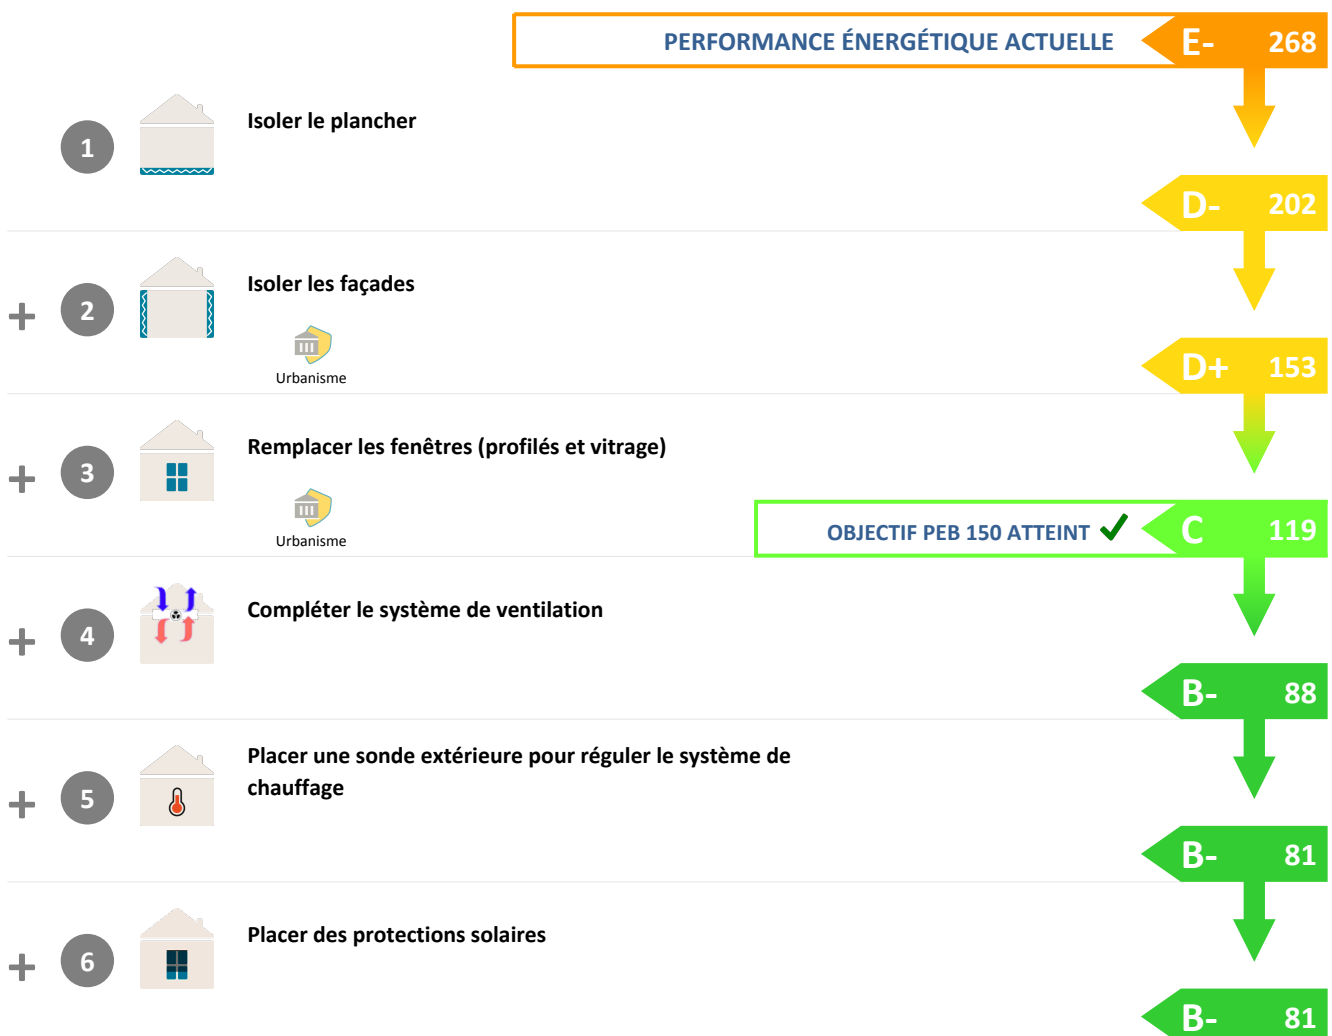 PERFORMANCE ÉNERGÉTIQUE ACTUELLE E- 268
1 Isoler le plancher
D- 202
+ 2 Isoler les façades
Urbanisme
D+ 153
+ 3 Remplacer les fenêtres (profilés et vitrage)
Urbanisme
OBJECTIF PEB 150 ATTEINT ✓ C 119
+ 4 Compléter le système de ventilation
B- 88
+ 5 Placer une sonde extérieure pour réguler le système de
chauffage
B- 81
+ 6 Placer des protections solaires
B- 81